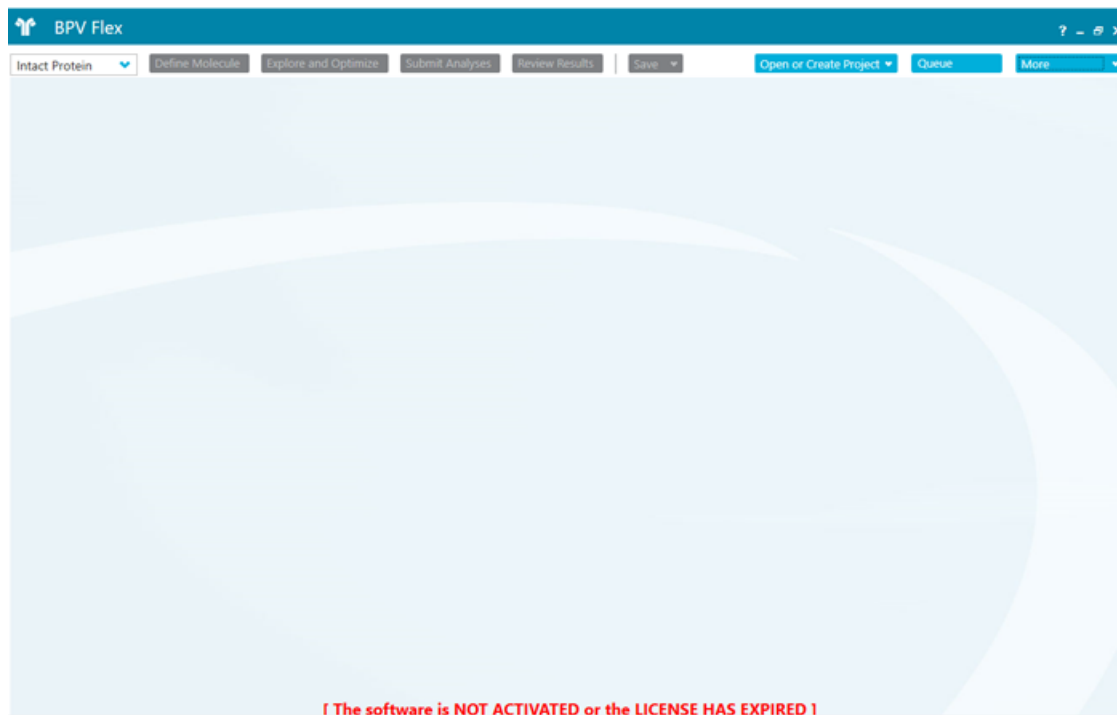 BPV Flex
?
Intact Protein Define Molecule Explore and Optimize Submit Analyses Review Results Save Open or Create Project Queue More
[ The software is NOT ACTIVATED or the LICENSE HAS EXPIRED ]